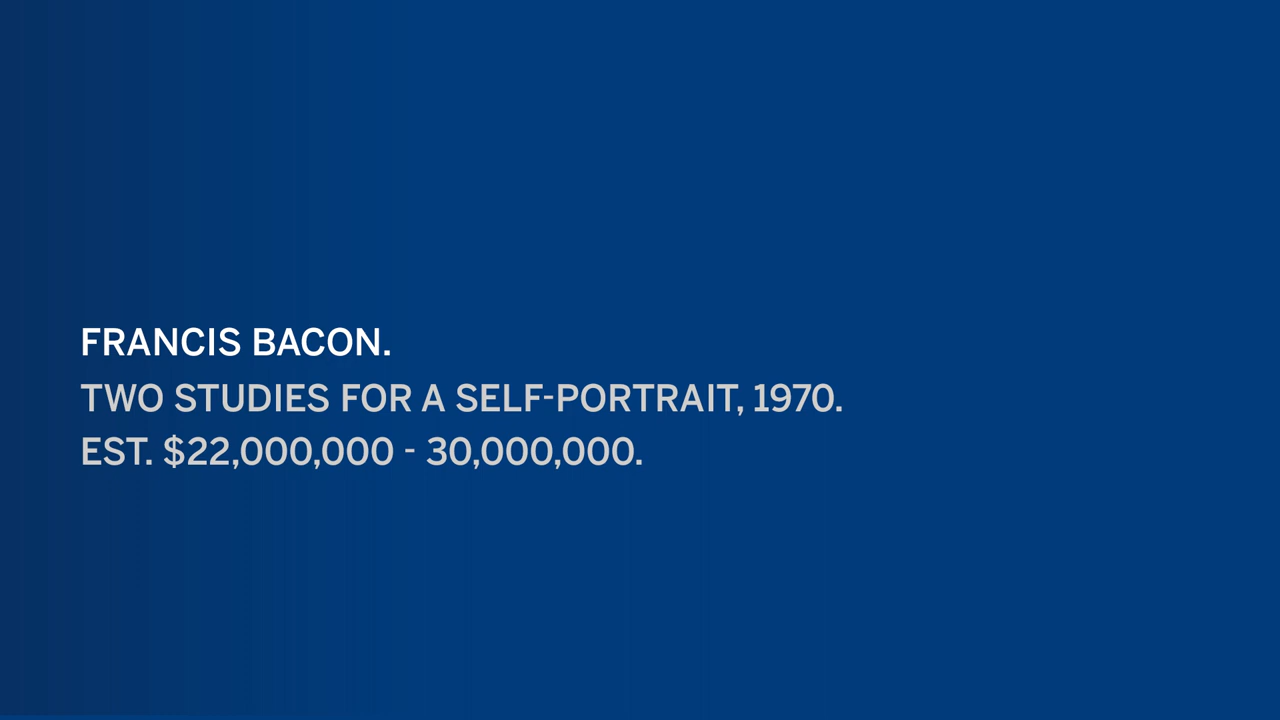 FRANCIS BACON.
TWO STUDIES FOR A SELF-PORTRAIT, 1970.
EST. $22,000,000 - 30,000,000.